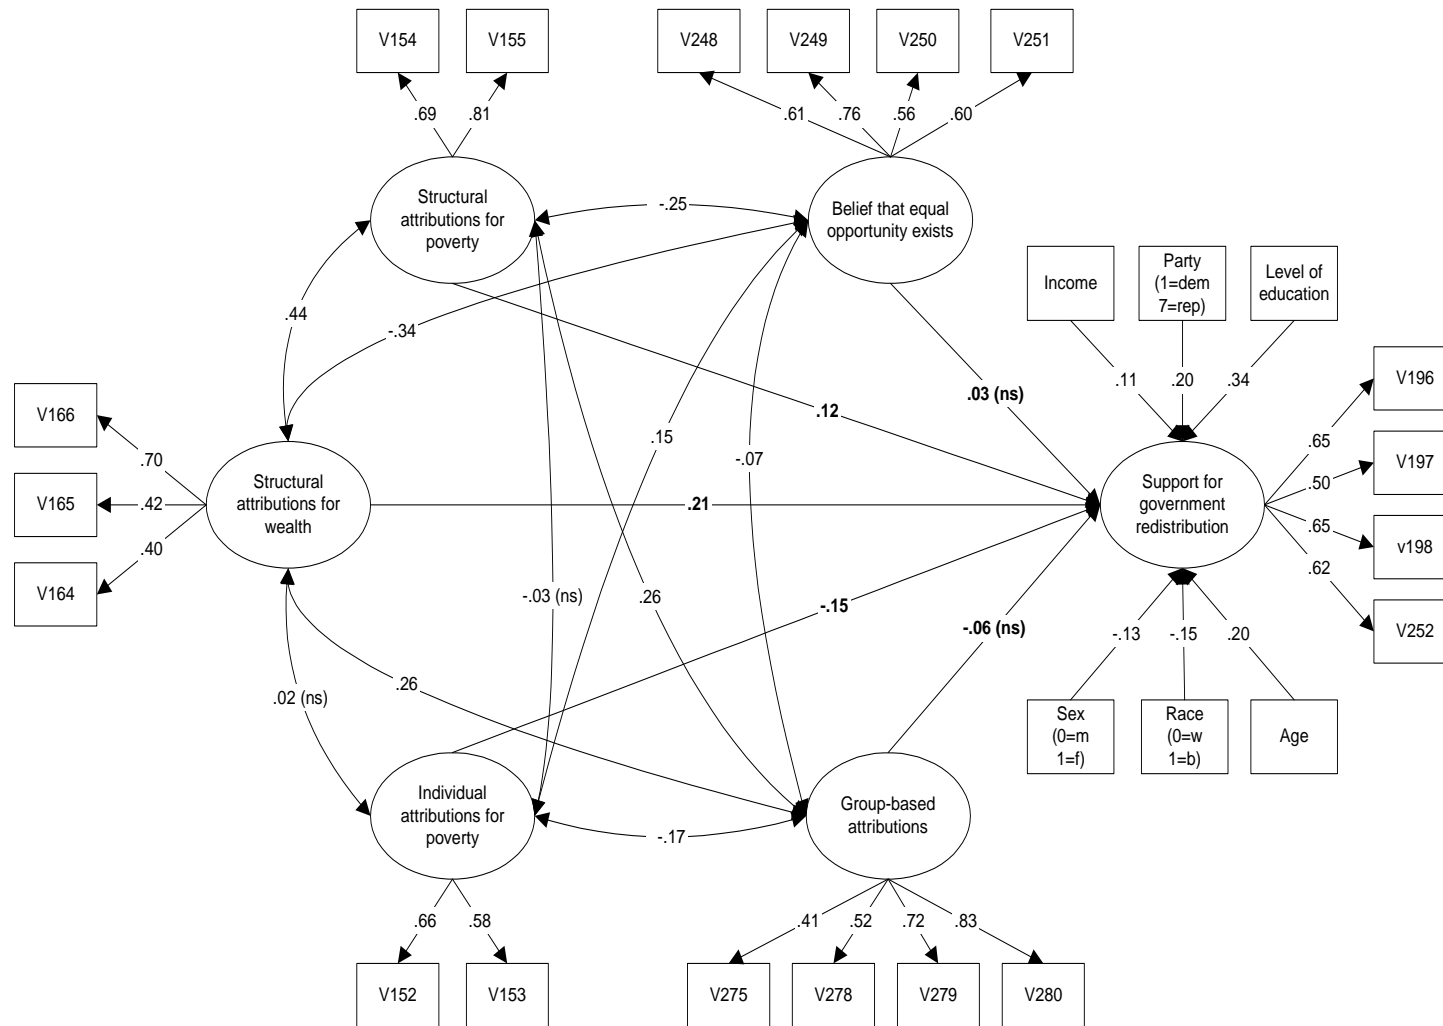 V154
V155
V248
V249
V250
V251
.69
.81
.61
.76
.56
.60
Structural
attributions for
poverty
-.25
Belief that equal
opportunity exists
Income
Party
(1=dem
7=rep)
Level of
education
.44
-.34
.11
.20
.34
V196
.03 (ns)
.12
V166
.15
-.07
.65
V197
.70
.50
V165
.42
Structural
attributions for
wealth
.21
Support for
government
redistribution
.65
v198
.40
.62
V164
-.03 (ns)
.26
-.15
-.06 (ns)
-.13
-.15
.20
V252
.02 (ns)
.26
Sex
(0=m
1=f)
Race
(0=w
1=b)
Age
Individual
attributions for
poverty
-.17
Group-based
attributions
.66
.58
.41
.52
.72
.83
V152
V153
V275
V278
V279
V280